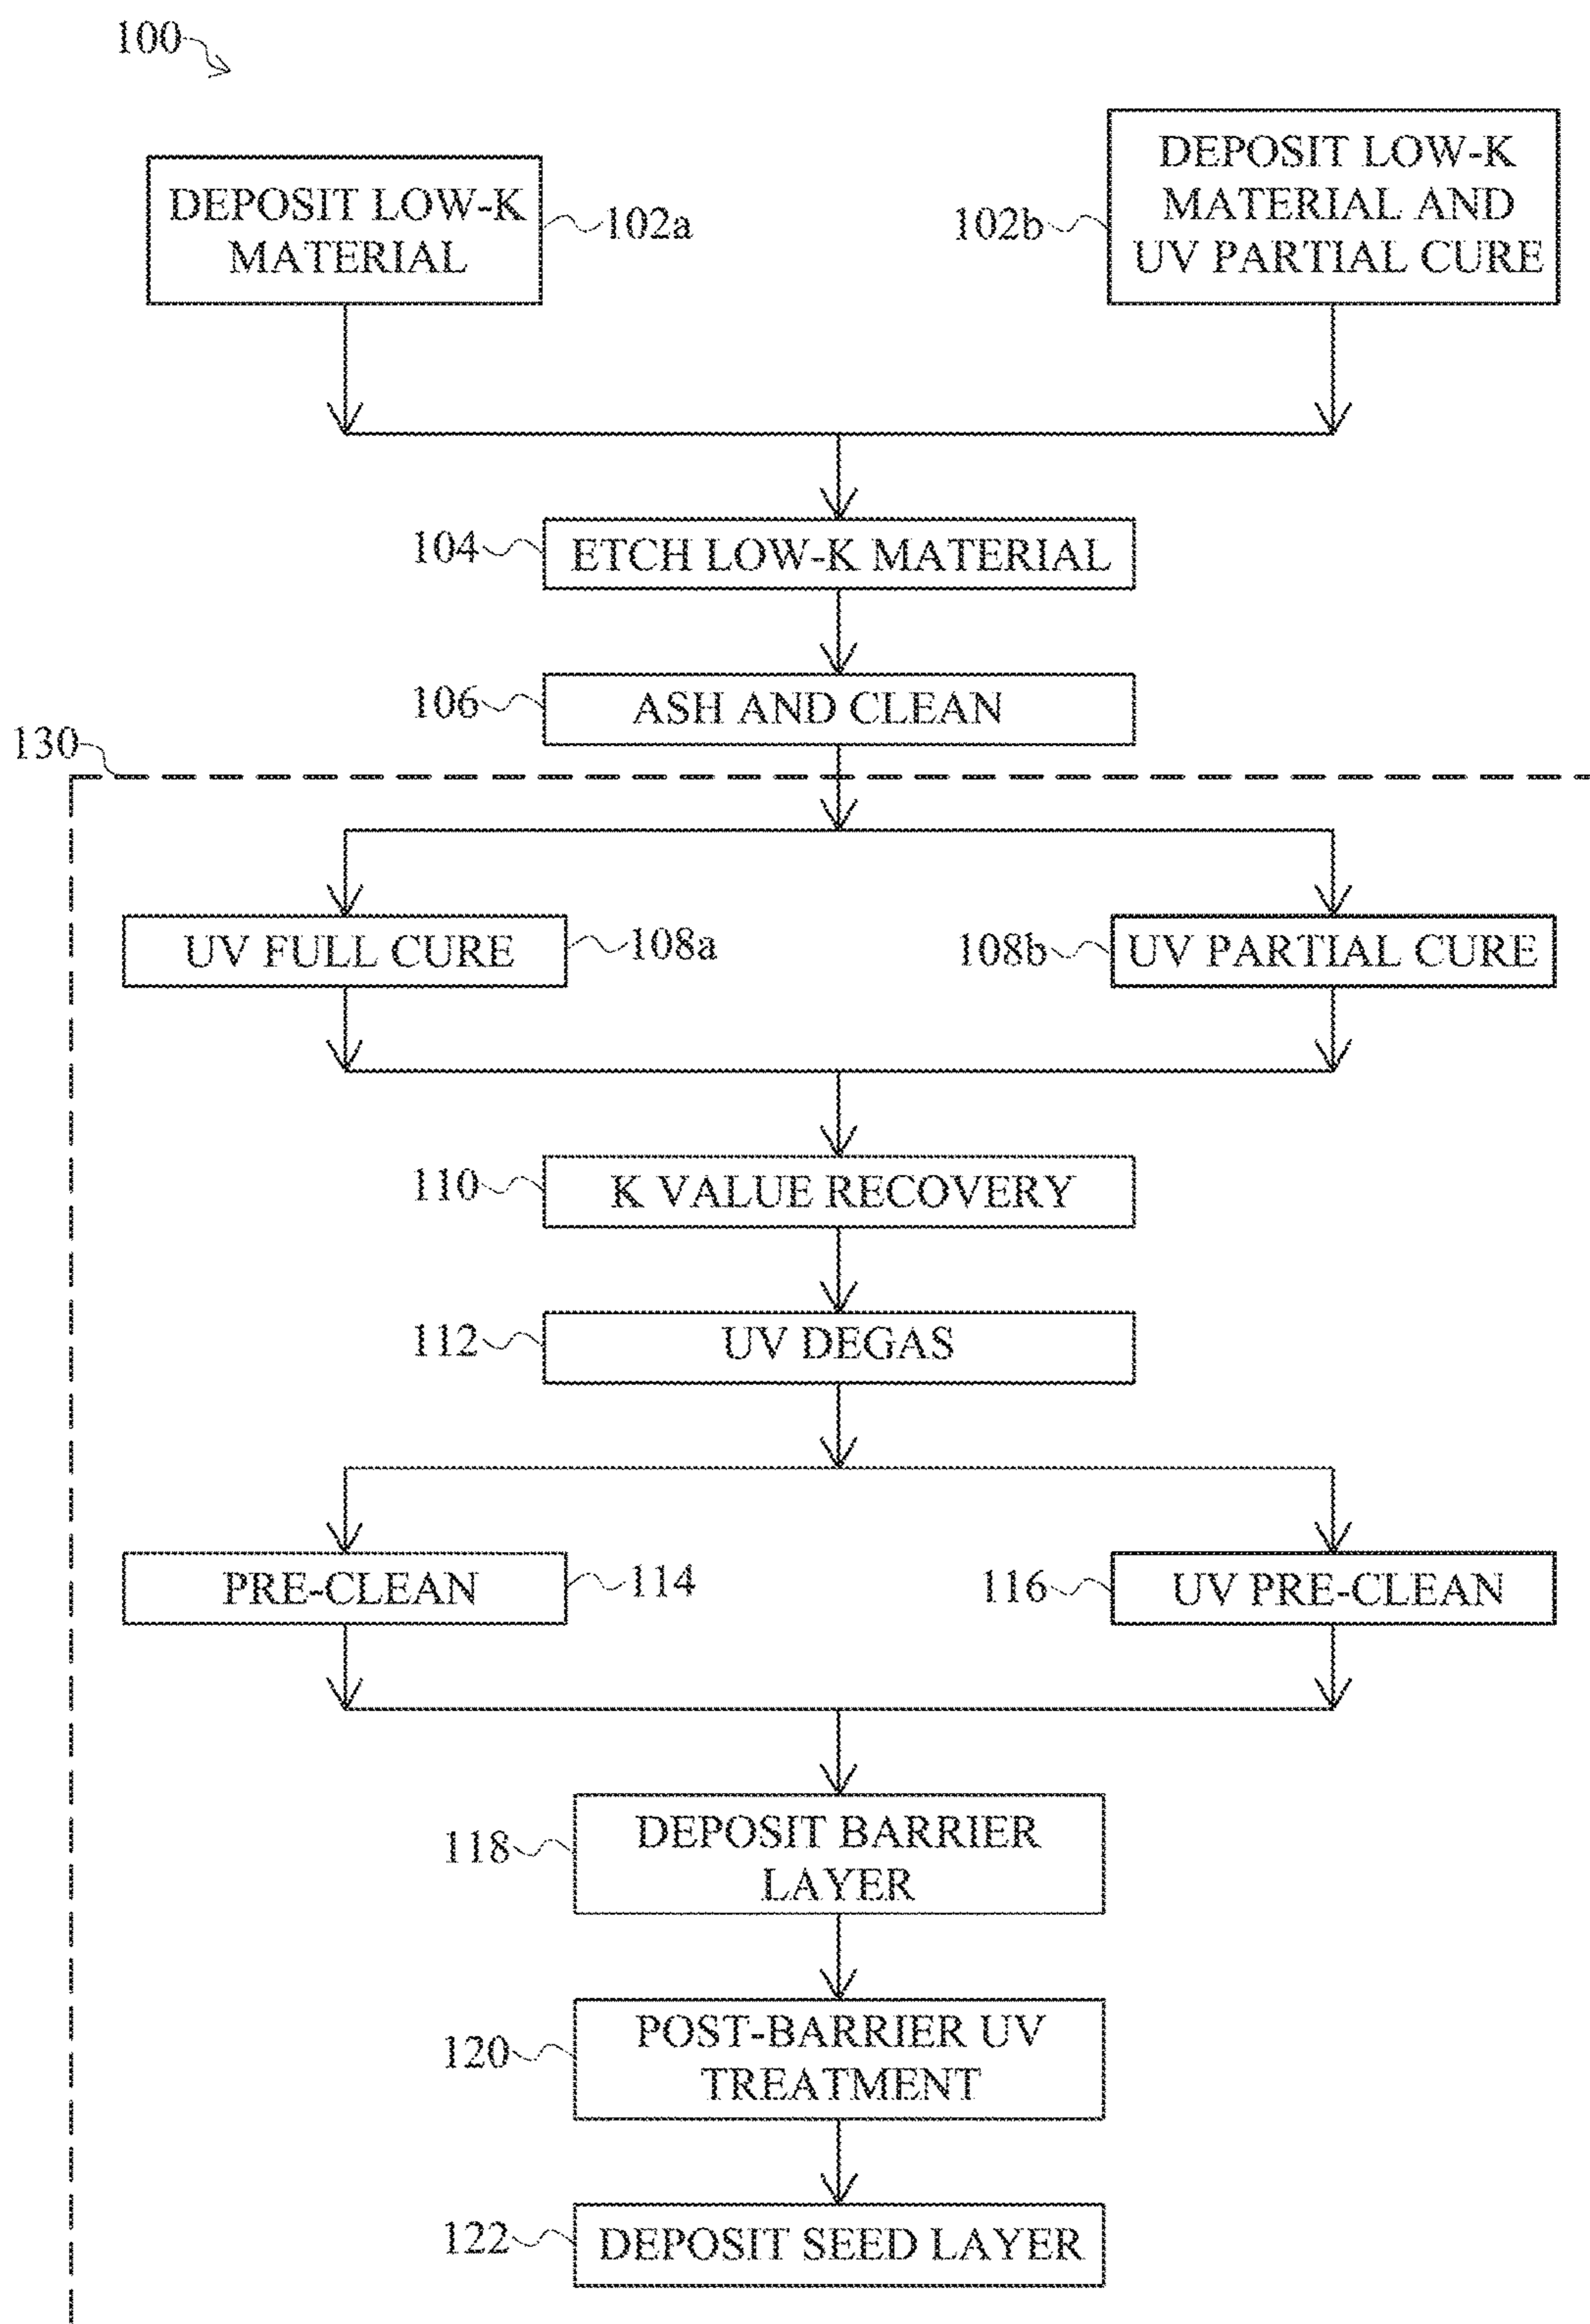 100
DEPOSIT LOW-K
MATERIAL
102a
102b
DEPOSIT LOW-K
MATERIAL AND
UV PARTIAL CURE
104
ETCH LOW-K MATERIAL
106
ASH AND CLEAN
130
UV FULL CURE
108a
108b
UV PARTIAL CURE
110
K VALUE RECOVERY
112
UV DEGAS
PRE-CLEAN
114
116
UV PRE-CLEAN
118
DEPOSIT BARRIER
LAYER
120
POST-BARRIER UV
TREATMENT
122
DEPOSIT SEED LAYER